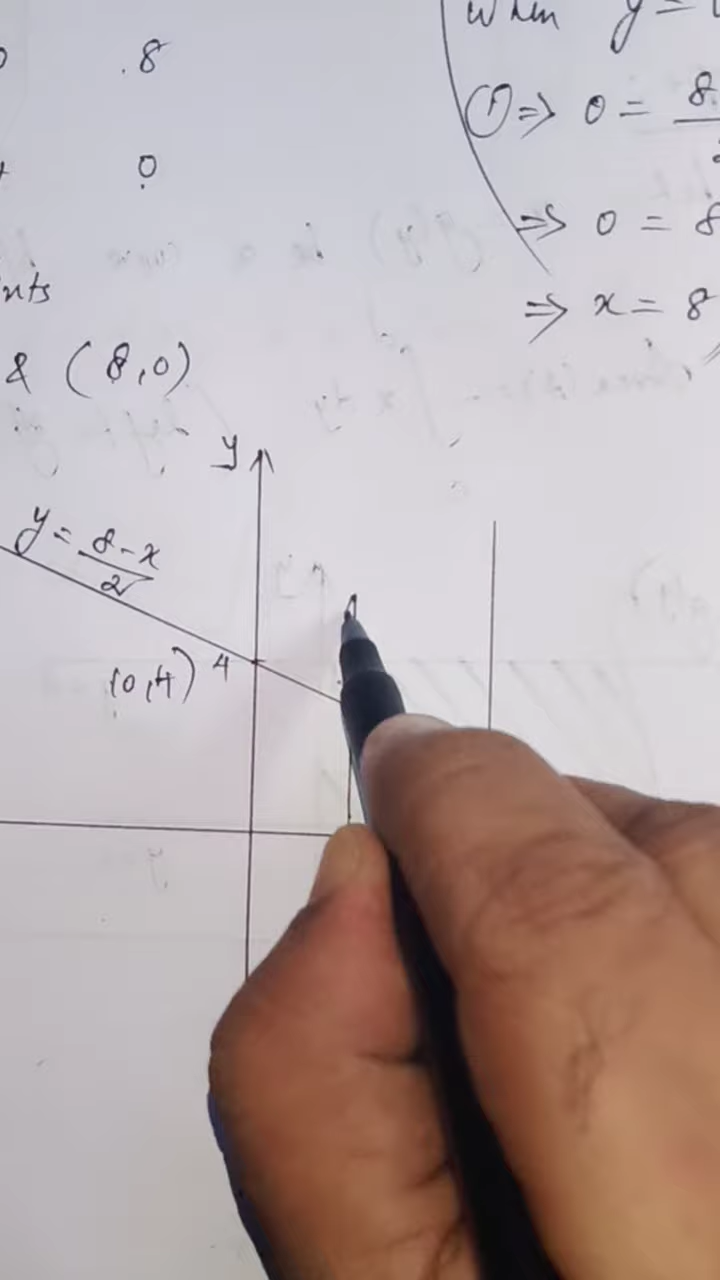 8
when y =
① ⇒ 0 = 8
0
⇒ 0 = 8
nts
⇒ x = 8
& (8,0)
y
y = 8-x
2
(0,4) 4